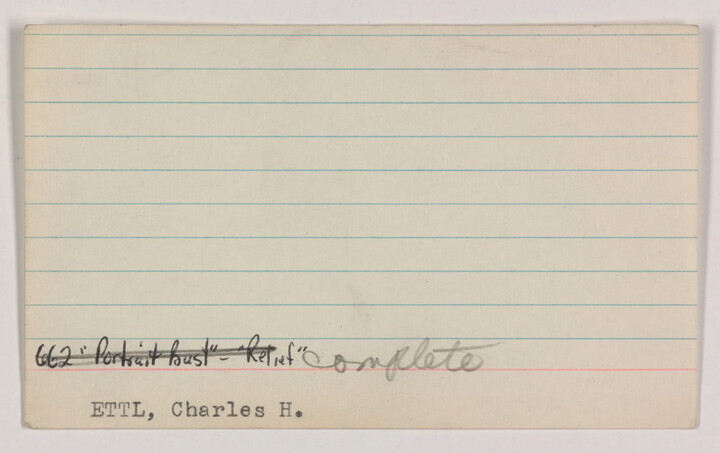 662 "Portrait bust" - "Relief" complete
ETTL, Charles H.